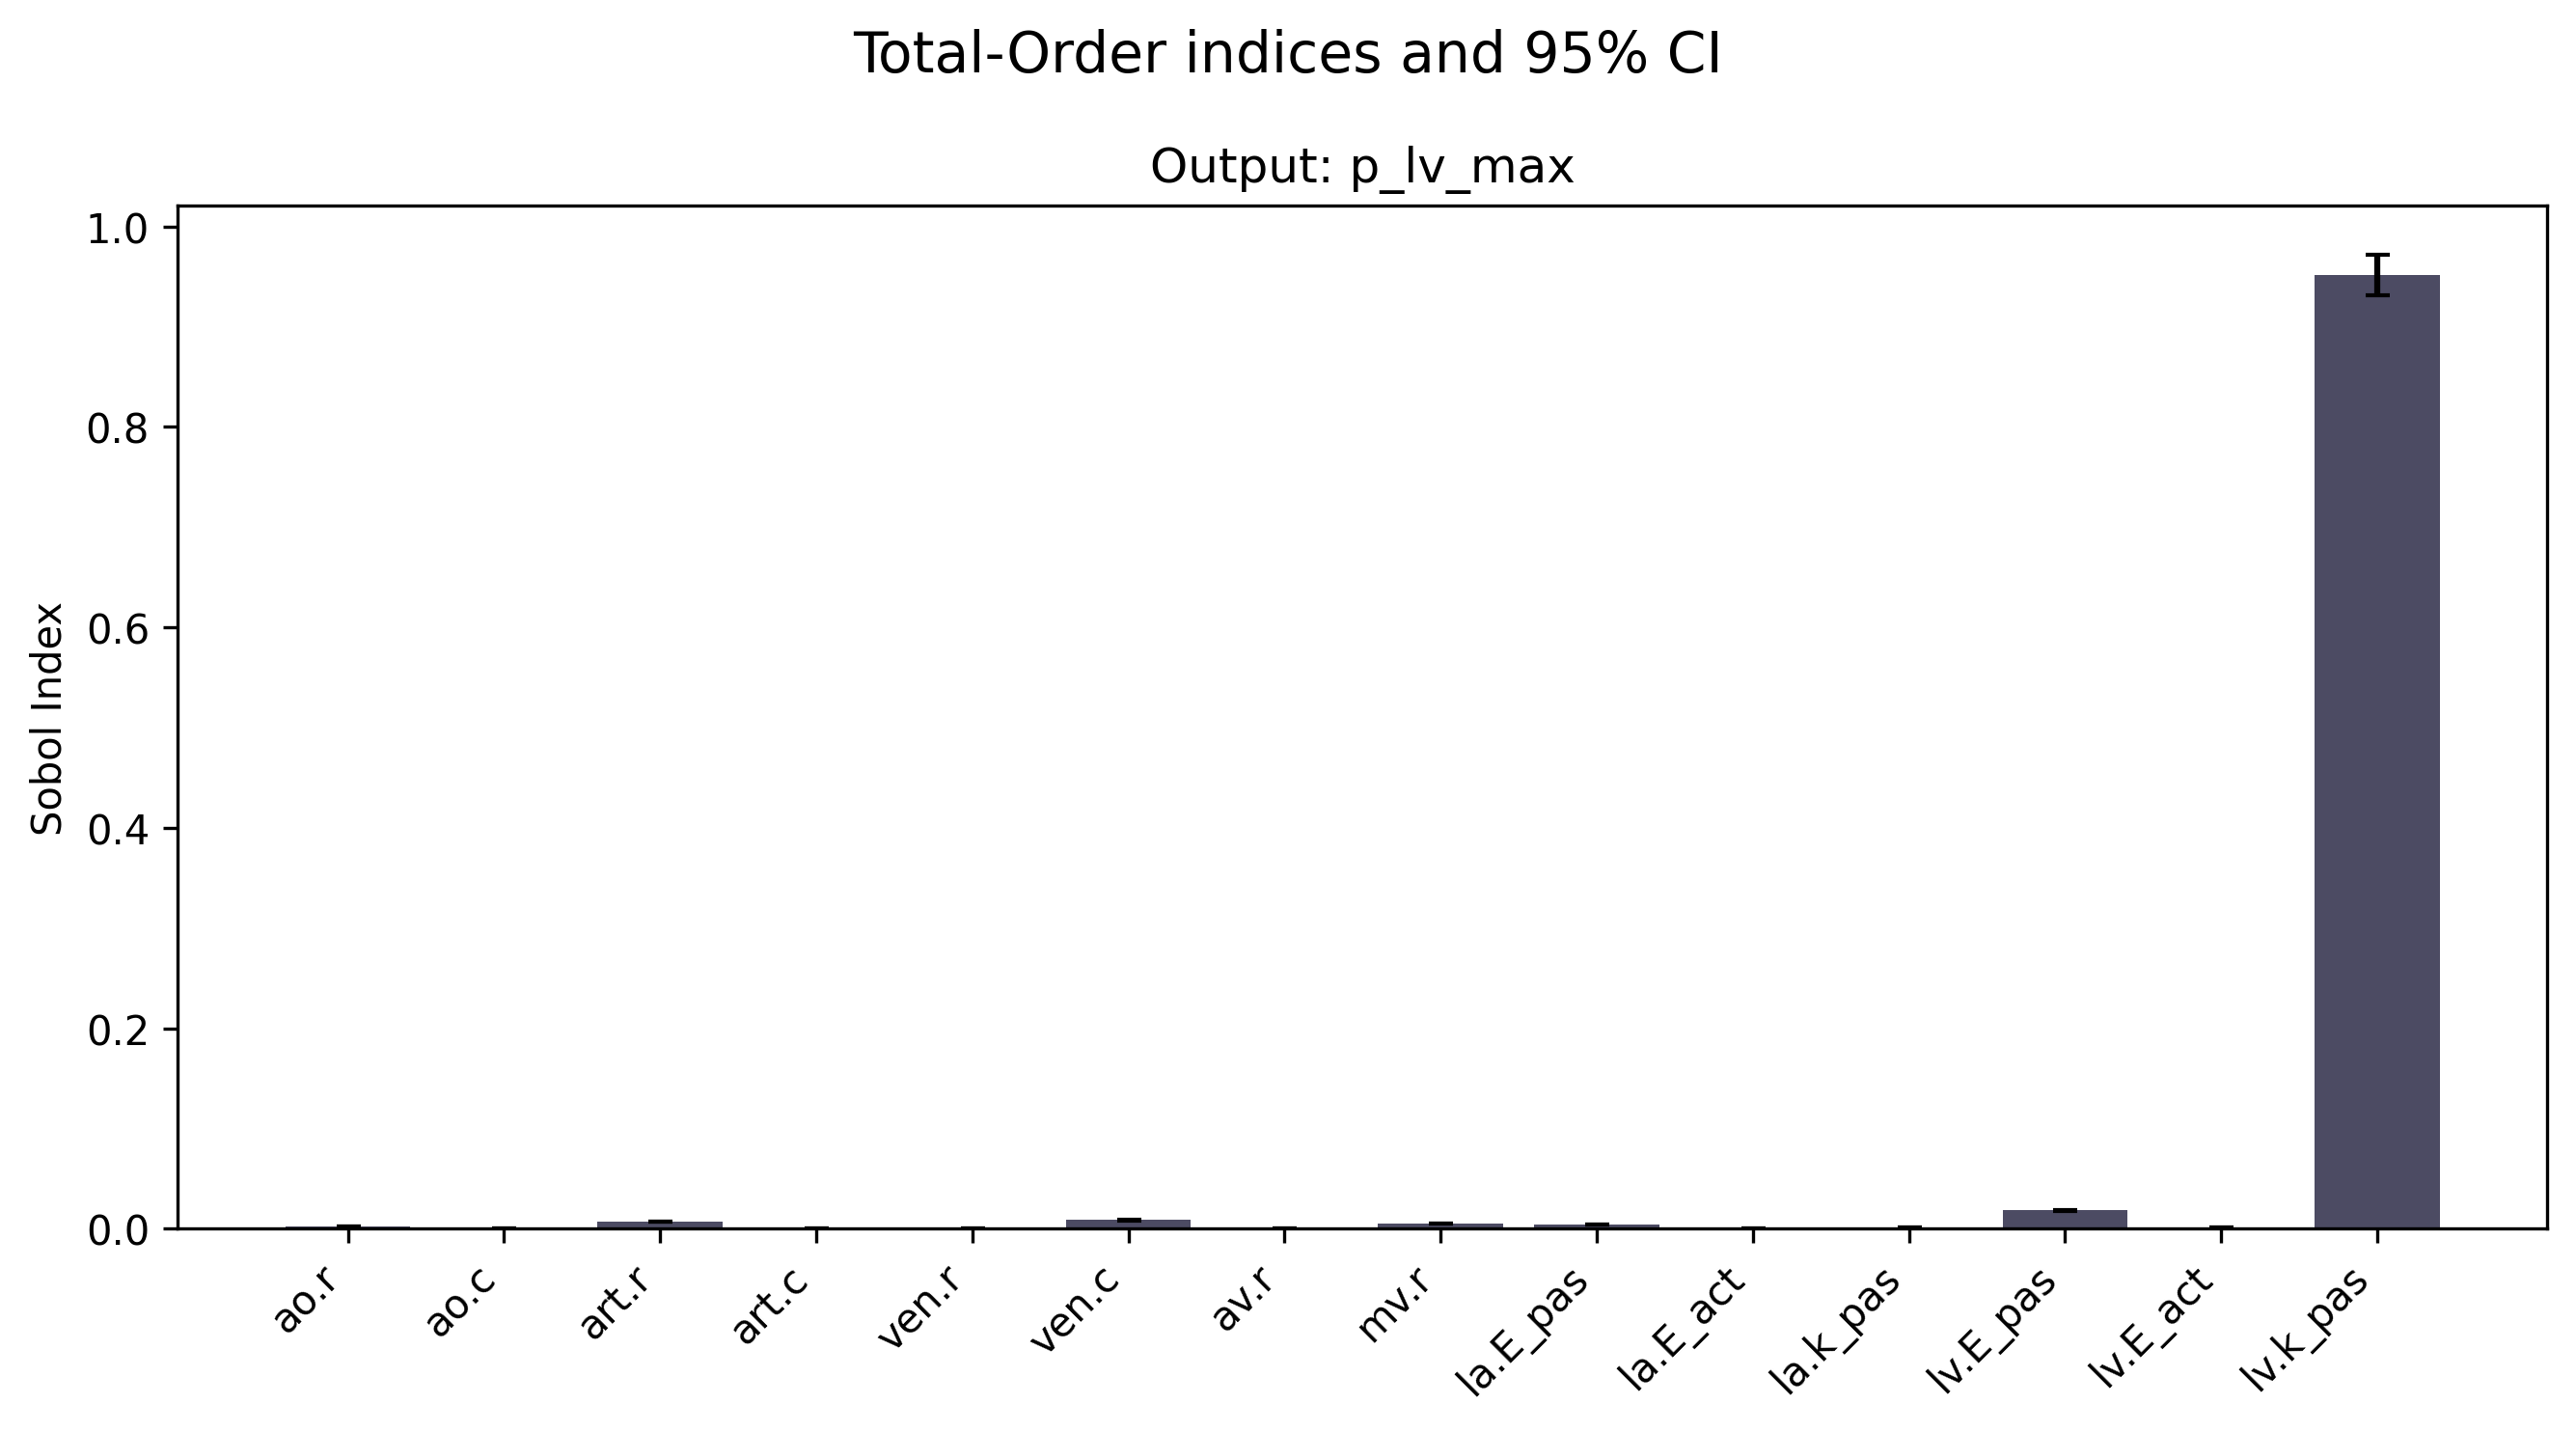 Total-Order indices and 95% CI
Output: p_lv_max
Sobol Index
1.0
0.8
0.6
0.4
0.2
0.0
ao.r
ao.c
art.r
art.c
ven.r
ven.c
av.r
mv.r
la.E_pas
la.E_act
la.k_pas
lv.E_pas
lv.E_act
lv.k_pas